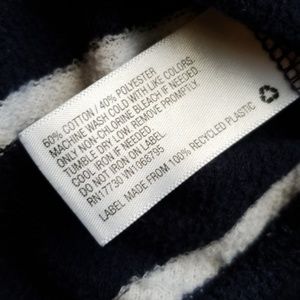 60% COTTON / 40% POLYESTER
MACHINE WASH COLD WITH LIKE COLORS.
ONLY NON-CHLORINE BLEACH IF NEEDED.
TUMBLE DRY LOW REMOVE PROMPTLY.
COOL IRON IF NEEDED.
DO NOT IRON ON LABEL
RN17730 VN1068795
LABEL MADE FROM 100% RECYCLED PLASTIC